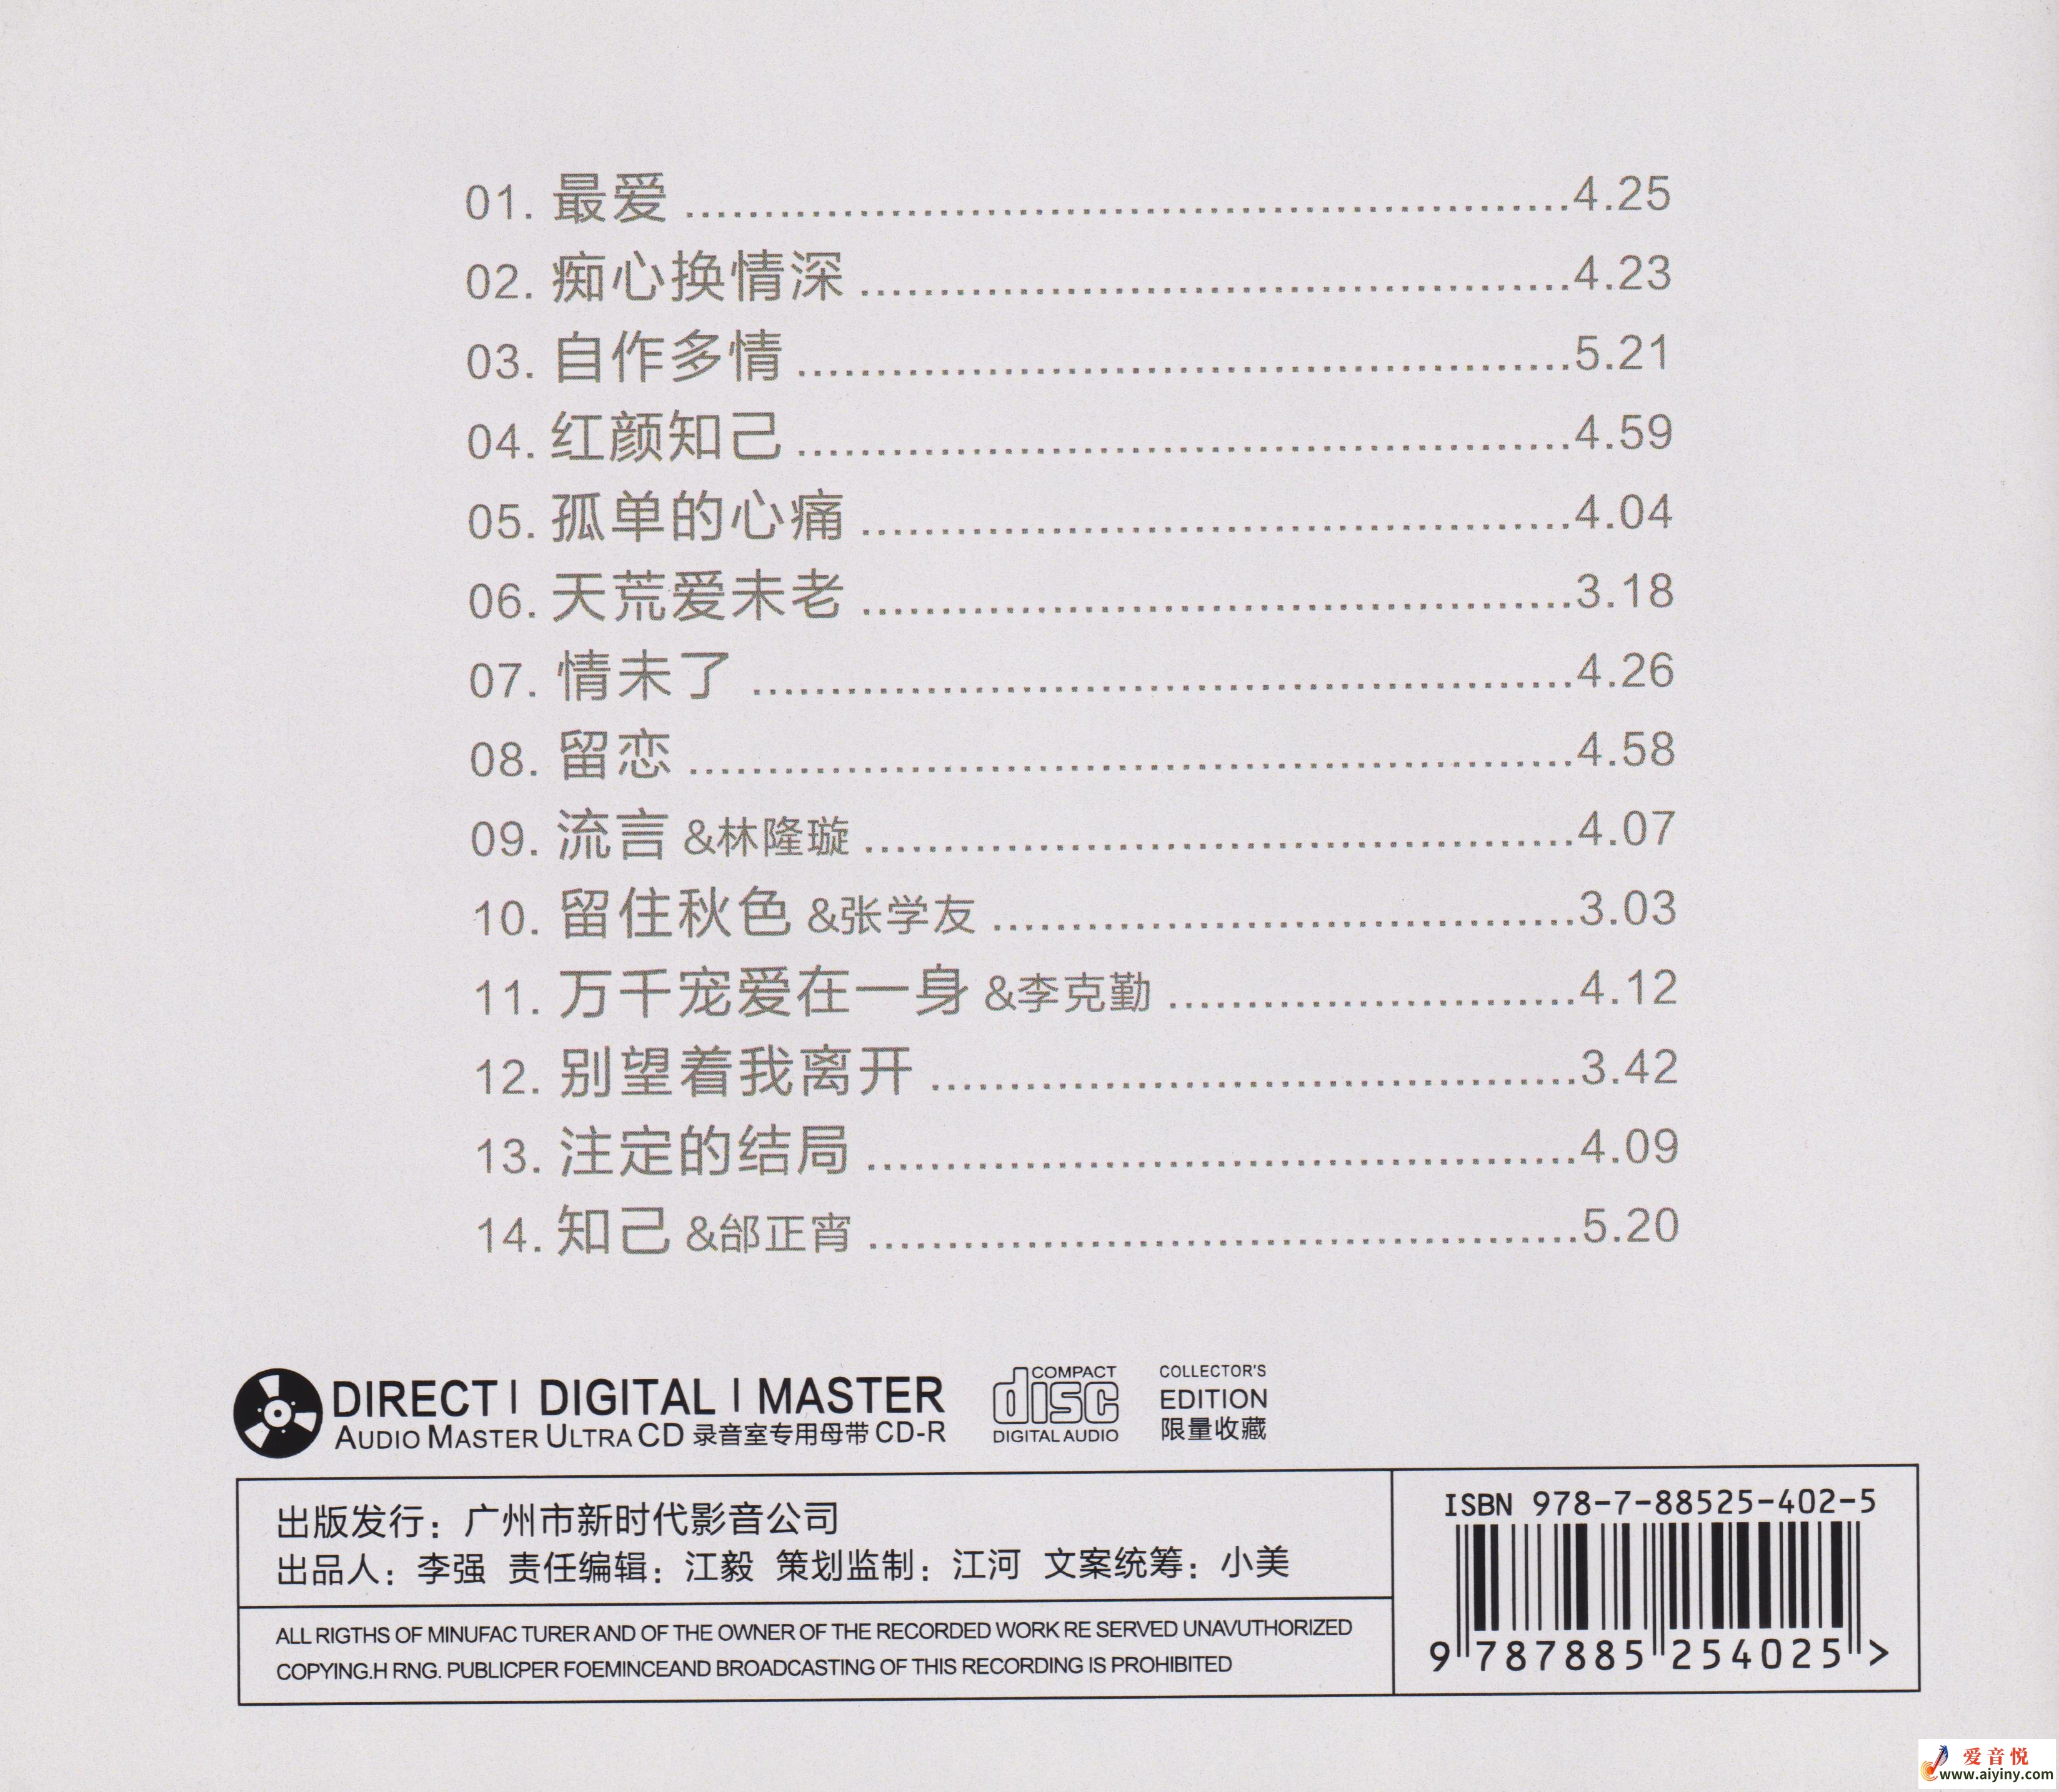 01. 最爱 ........................................................4.25
02. 痴心换情深 .............................................4.23
03. 自作多情 .................................................5.21
04. 红颜知己 .................................................4.59
05. 孤单的心痛 .............................................4.04
06. 天荒爱未老 .............................................3.18
07. 情未了 ....................................................4.26
08. 留恋 ........................................................4.58
09. 流言 &林隆璇 .............................................4.07
10. 留住秋色 &张学友 .....................................3.03
11. 万千宠爱在一身 &李克勤 ..........................4.12
12. 别望着我离开 .........................................3.42
13. 注定的结局 .............................................4.09
14. 知己 &邰正宵 .............................................5.20
DIRECT | DIGITAL | MASTER
AUDIO MASTER ULTRA CD 录音室专用母带 CD-R
COMPACT
disc
DIGITAL AUDIO
COLLECTOR'S
EDITION
限量收藏
出版发行：广州市新时代影音公司
出品人：李强 责任编辑：江毅 策划监制：江河 文案统筹：小美
ALL RIGTHS OF MINUFAC TURER AND OF THE OWNER OF THE RECORDED WORK RE SERVED UNAVUTHORIZED
COPYING.H RNG. PUBLICPER FOEMINCEAND BROADCASTING OF THIS RECORDING IS PROHIBITED
ISBN 978-7-88525-402-5
9 787885 254025 >
爱音悦
www.aiyiny.com